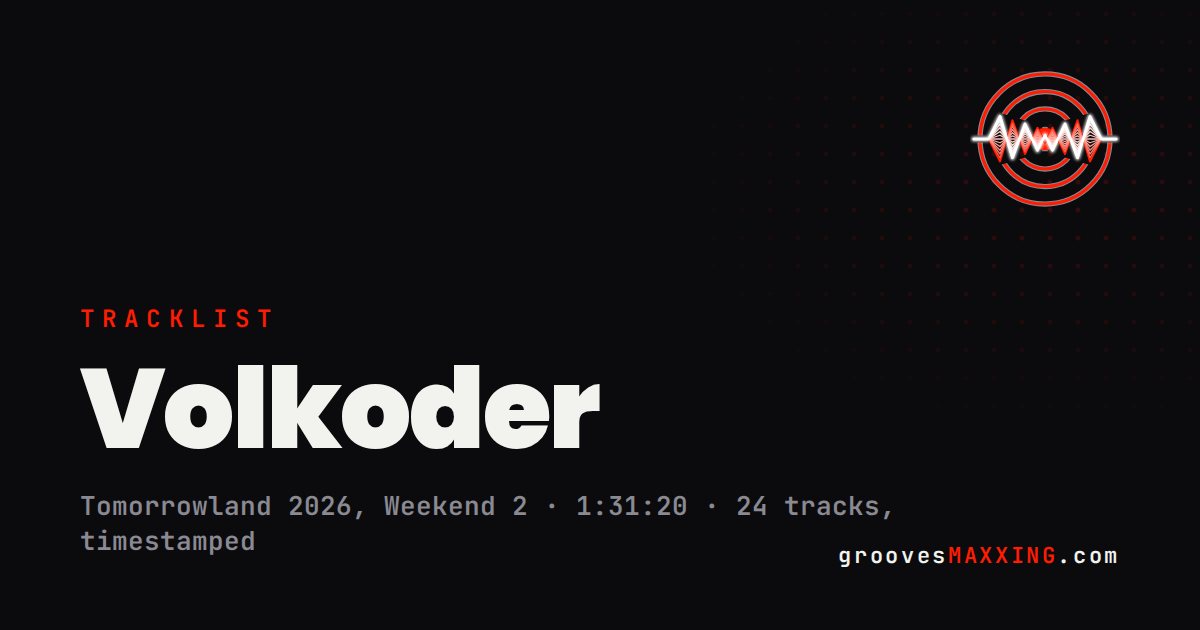 TRACKLIST
Volkoder
Tomorrowland 2026, Weekend 2 · 1:31:20 · 24 tracks,
timestamped
groovesMAXXING.com